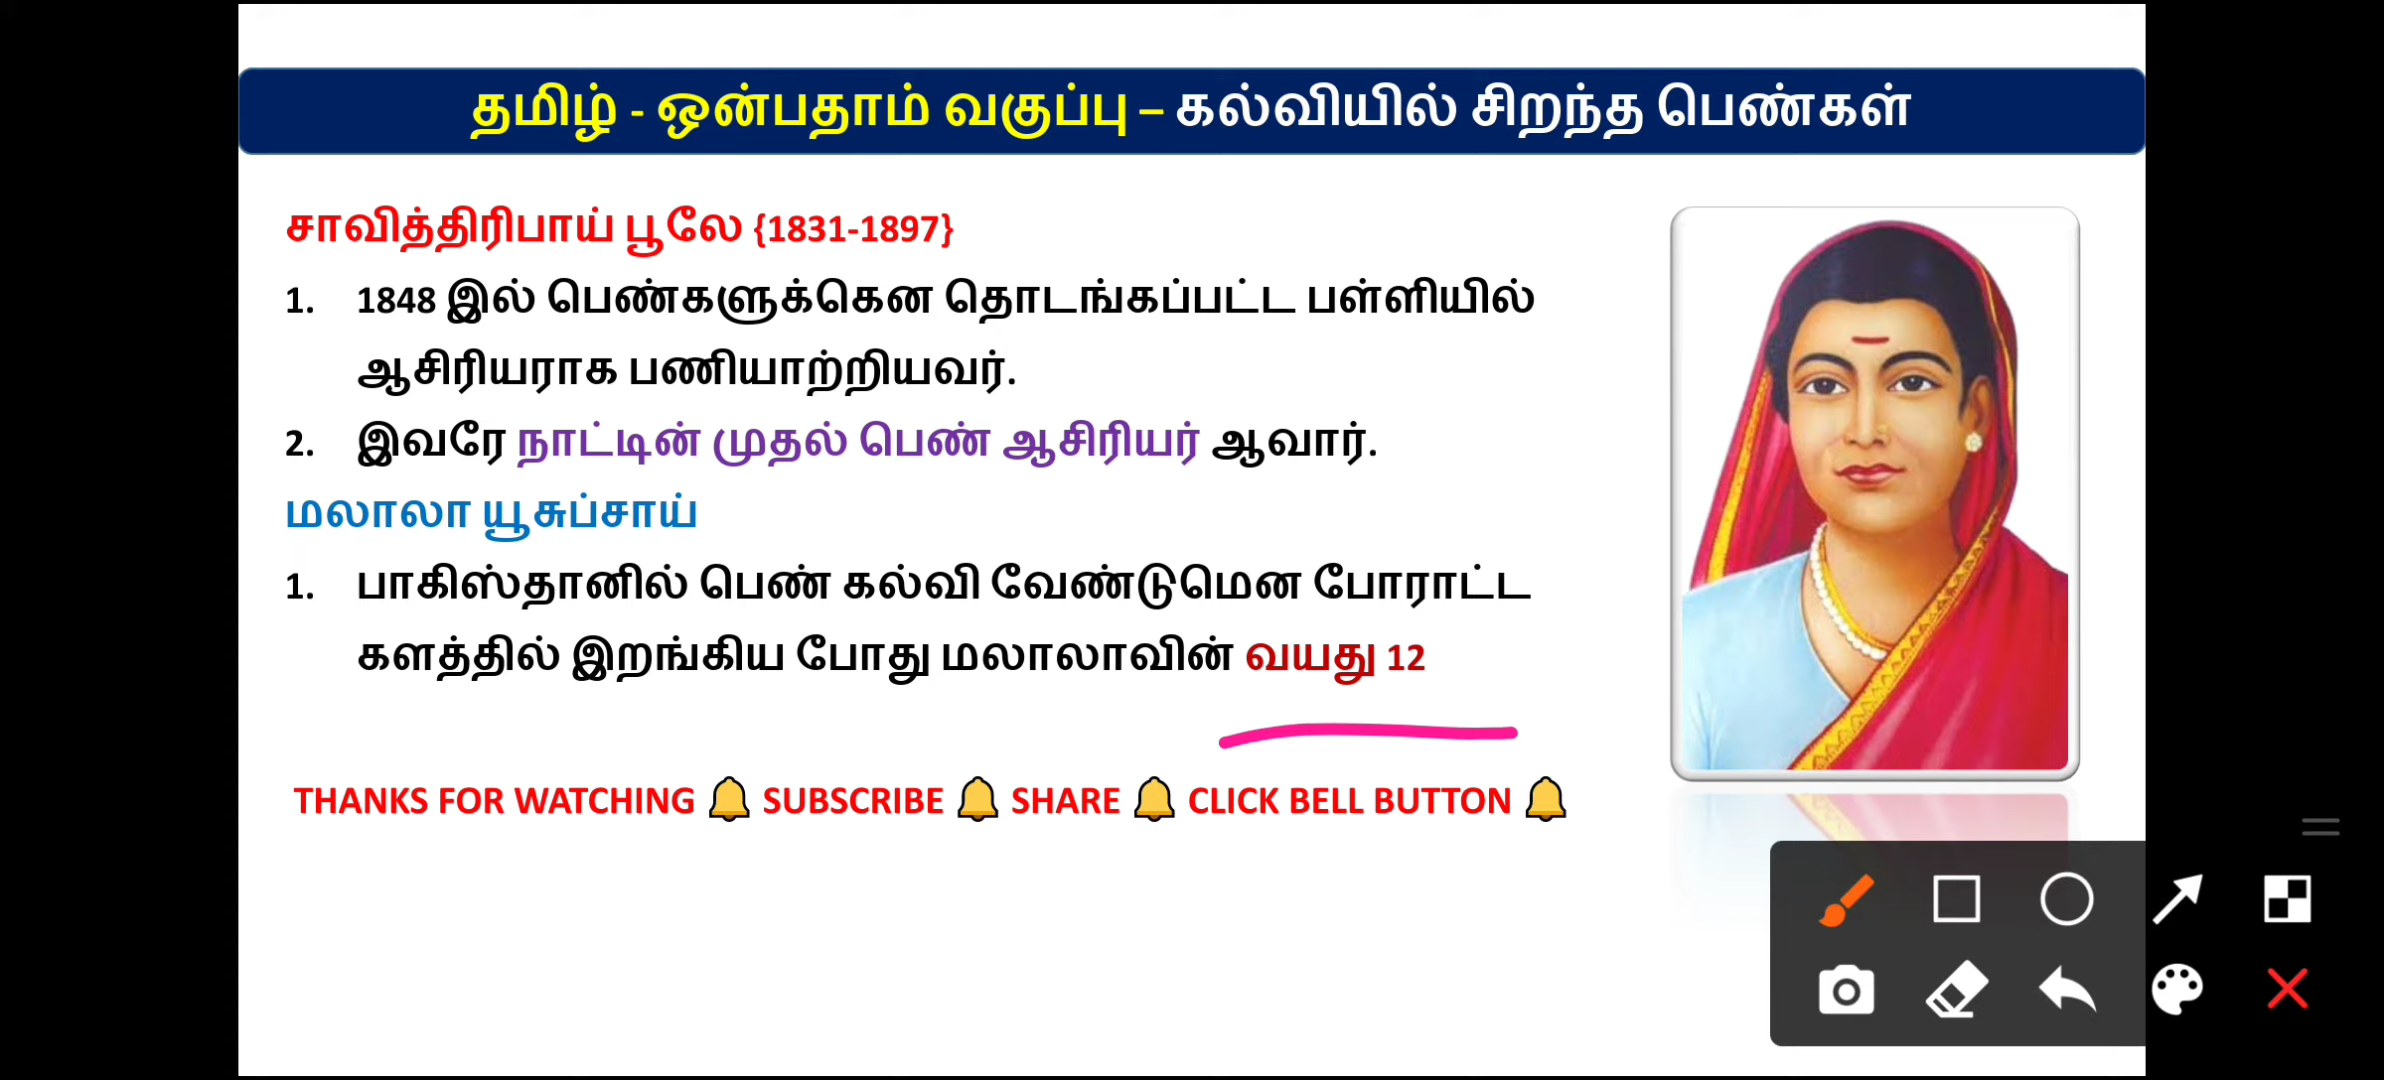 தமிழ் - ஒன்பதாம் வகுப்பு – கல்வியில் சிறந்த பெண்கள்
சாவித்திரிபாய் பூலே {1831-1897}
1. 1848 இல் பெண்களுக்கென தொடங்கப்பட்ட பள்ளியில்
ஆசிரியராக பணியாற்றியவர்.
2. இவரே நாட்டின் முதல் பெண் ஆசிரியர் ஆவார்.
மலாலா யூசுப்சாய்
1. பாகிஸ்தானில் பெண் கல்வி வேண்டுமென போராட்ட
களத்தில் இறங்கிய போது மலாலாவின் வயது 12
THANKS FOR WATCHING 🔔 SUBSCRIBE 🔔 SHARE 🔔 CLICK BELL BUTTON 🔔